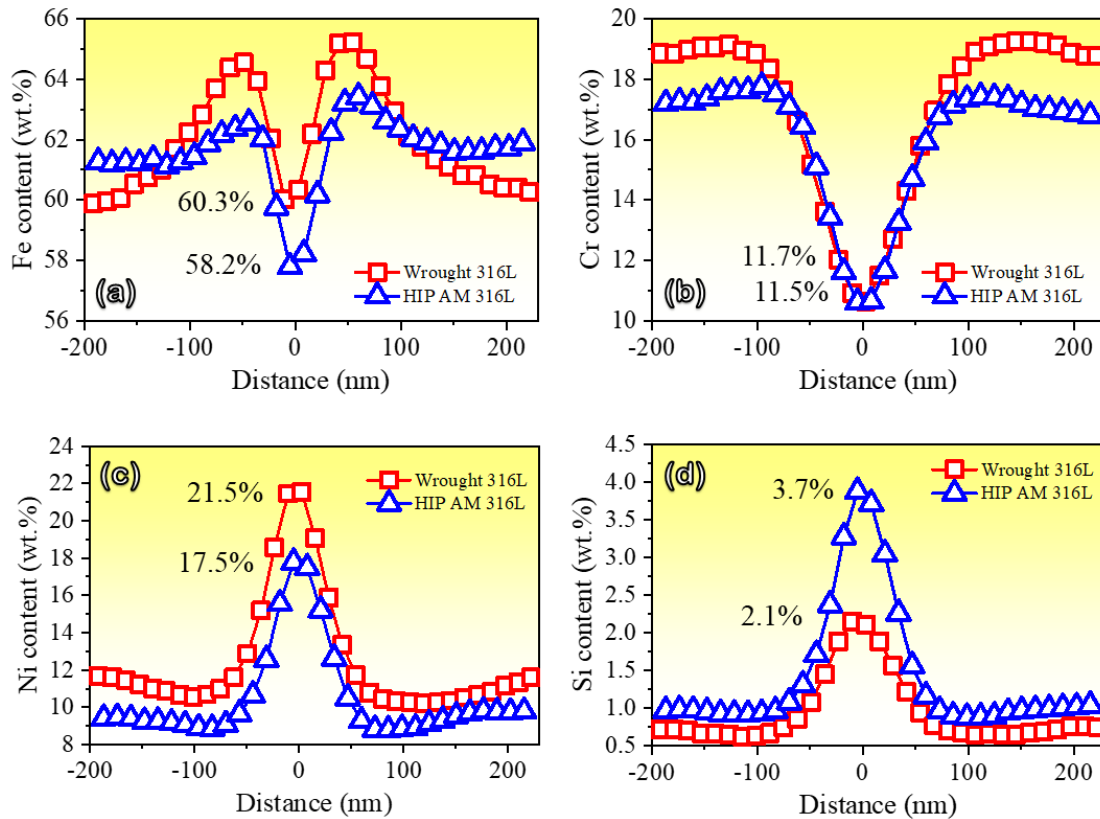 66
64
62
60
58
56
Fe content (wt.%)
60.3%
58.2%
Wrought 316L
HIP AM 316L
(a)
-200 -100 0 100 200
Distance (nm)
20
18
16
14
12
10
Cr content (wt.%)
11.7%
11.5%
Wrought 316L
HIP AM 316L
(b)
-200 -100 0 100 200
Distance (nm)
24
22
20
18
16
14
12
10
8
Ni content (wt.%)
(c)
Wrought 316L
HIP AM 316L
21.5%
17.5%
-200 -100 0 100 200
Distance (nm)
4.5
4.0
3.5
3.0
2.5
2.0
1.5
1.0
0.5
Si content (wt.%)
(d)
Wrought 316L
HIP AM 316L
3.7%
2.1%
-200 -100 0 100 200
Distance (nm)